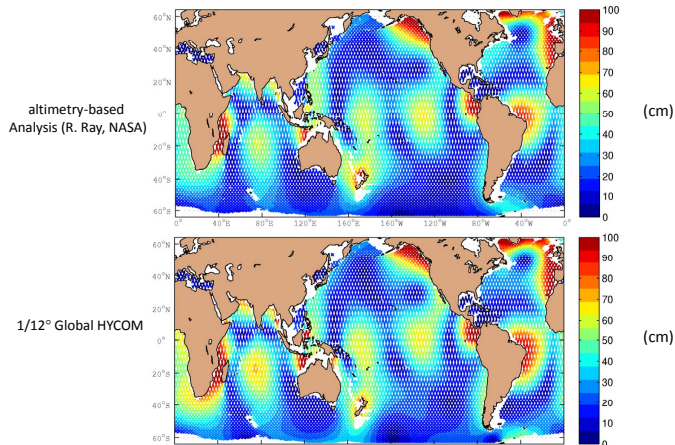 60°N
40°N
20°N
0°
20°S
40°S
60°S
0° 40°E 80°E 120°E 160°E 160°W 120°W 80°W 40°W 0°
100
90
80
70
60
50
40
30
20
10
0
altimetry-based
Analysis (R. Ray, NASA)
(cm)
60°N
40°N
20°N
0°
20°S
40°S
60°S
100
90
80
70
60
50
40
30
20
10
0
1/12° Global HYCOM
(cm)